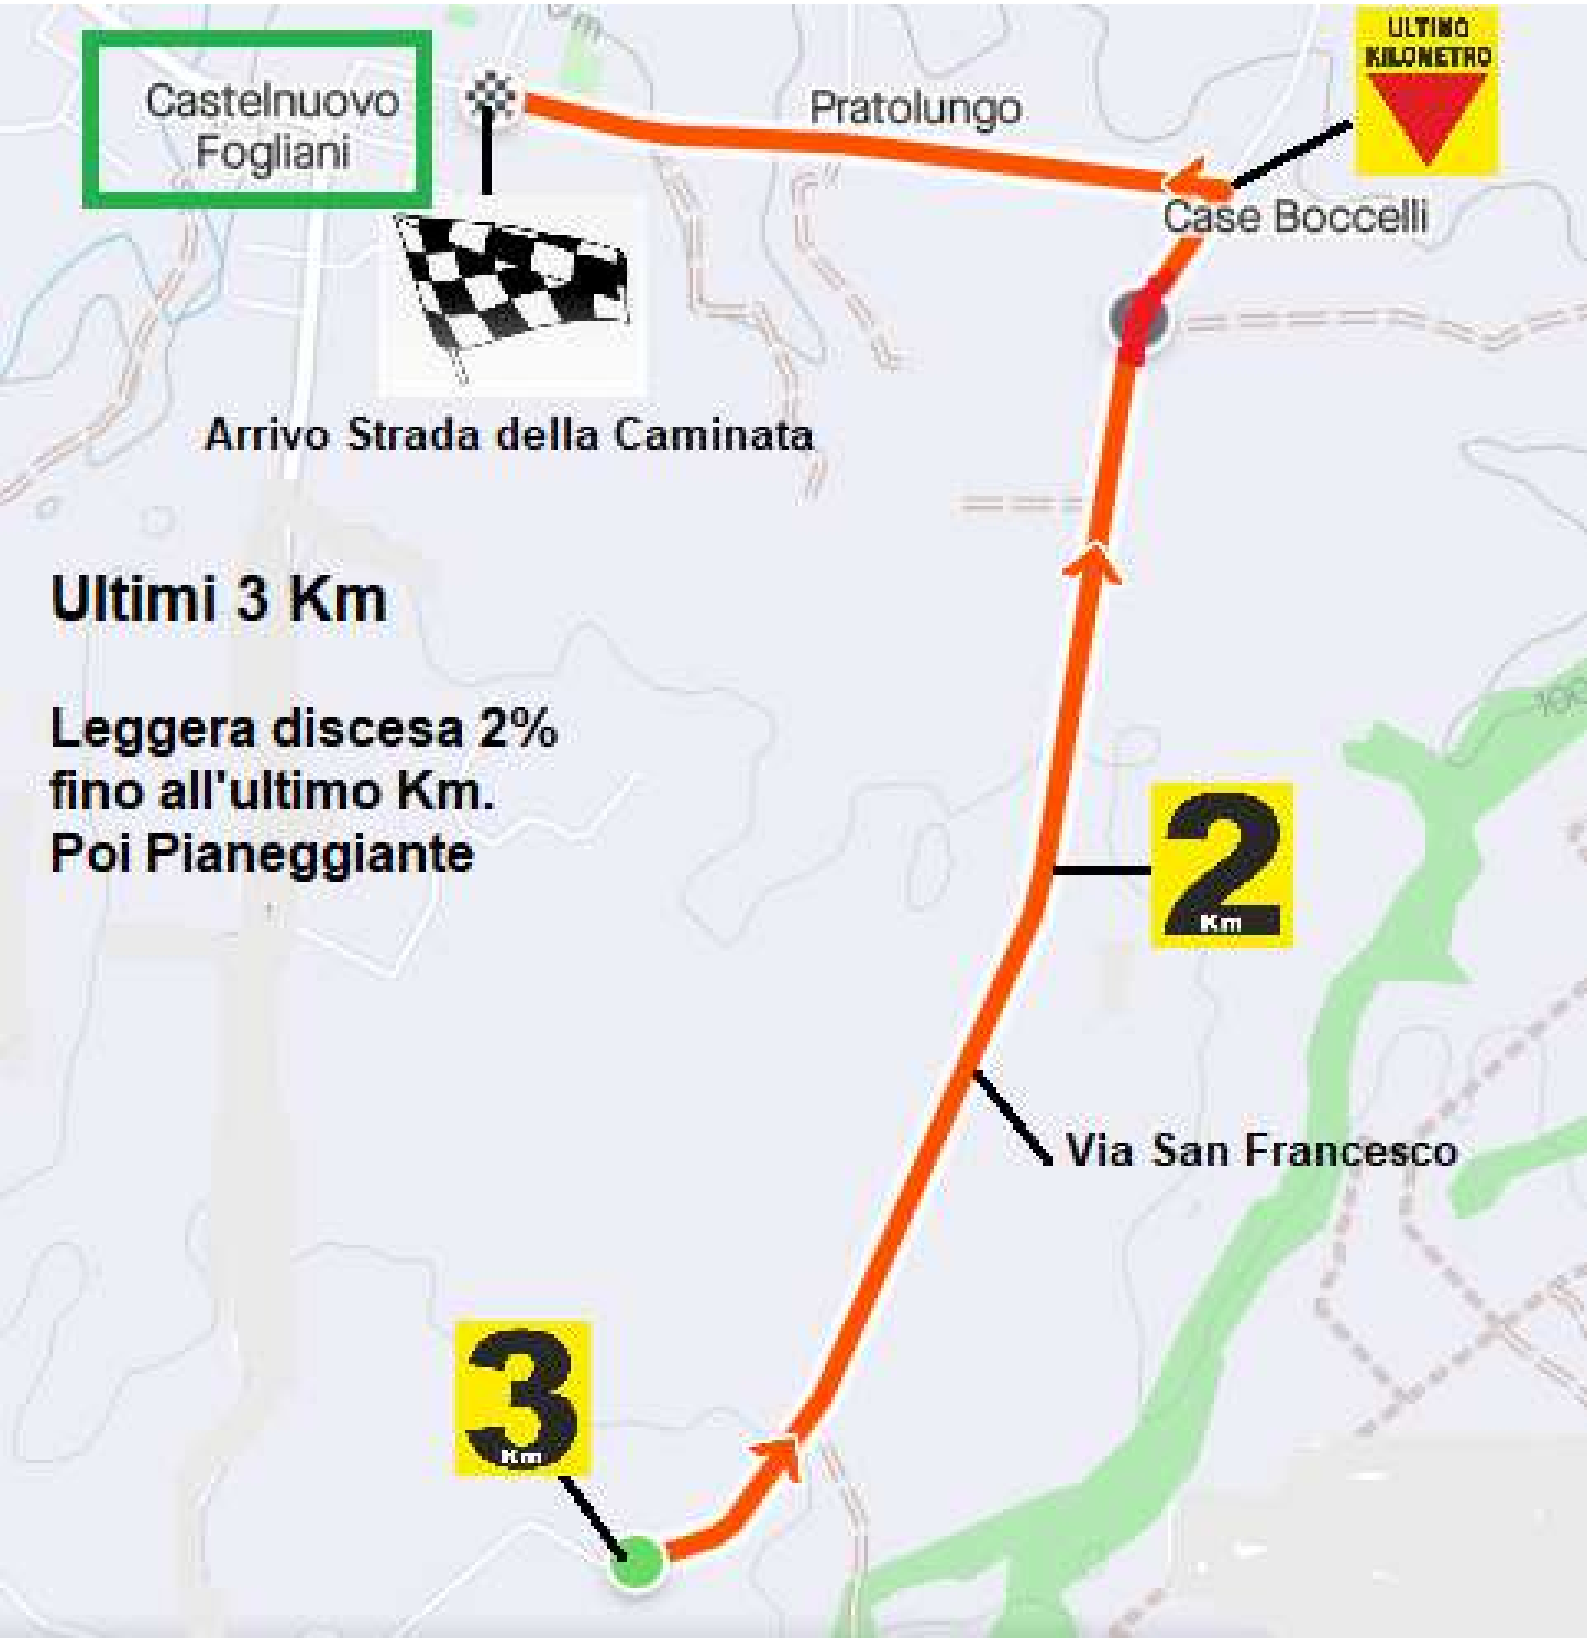 ULTIMO
KILOMETRO
Castelnuovo
Fogliani
Pratolungo
Case Boccelli
Arrivo Strada della Caminata
Ultimi 3 Km
Leggera discesa 2%
fino all'ultimo Km.
Poi Pianeggiante
100
2
Km
Via San Francesco
3
Km